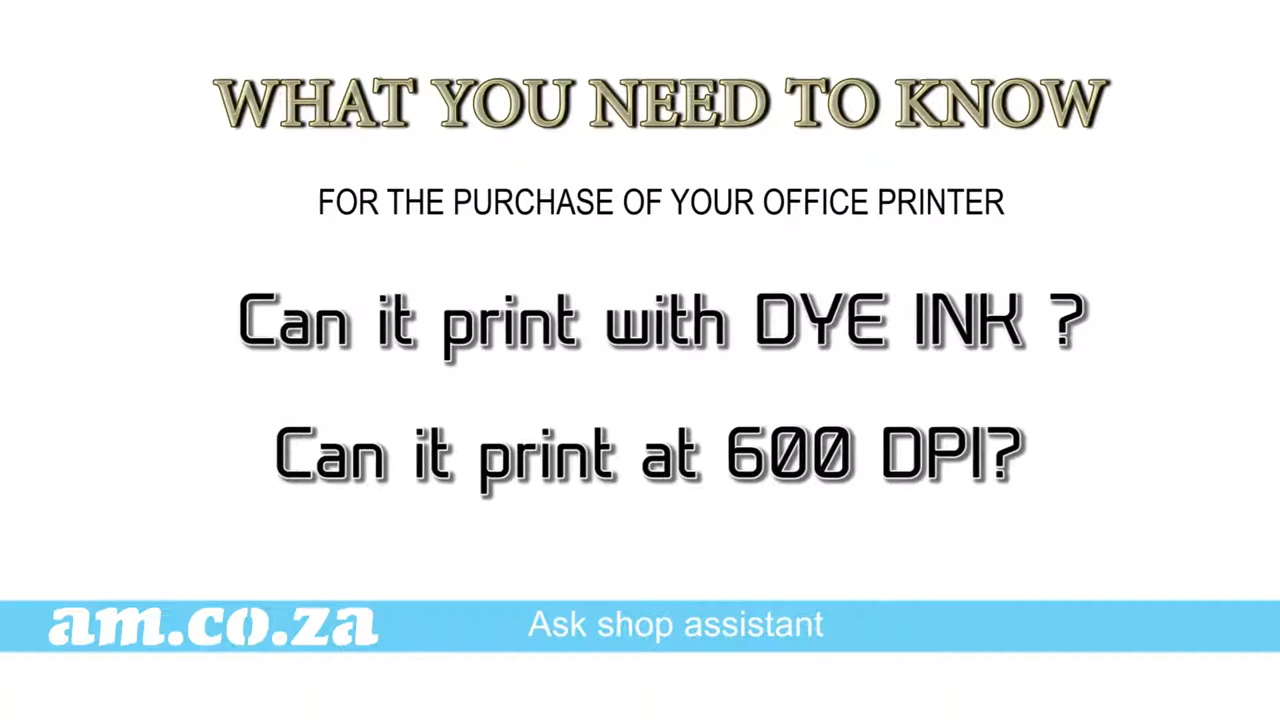 WHAT YOU NEED TO KNOW
FOR THE PURCHASE OF YOUR OFFICE PRINTER
Can it print with DYE INK ?
Can it print at 600 DPI?
am.co.za
Ask shop assistant